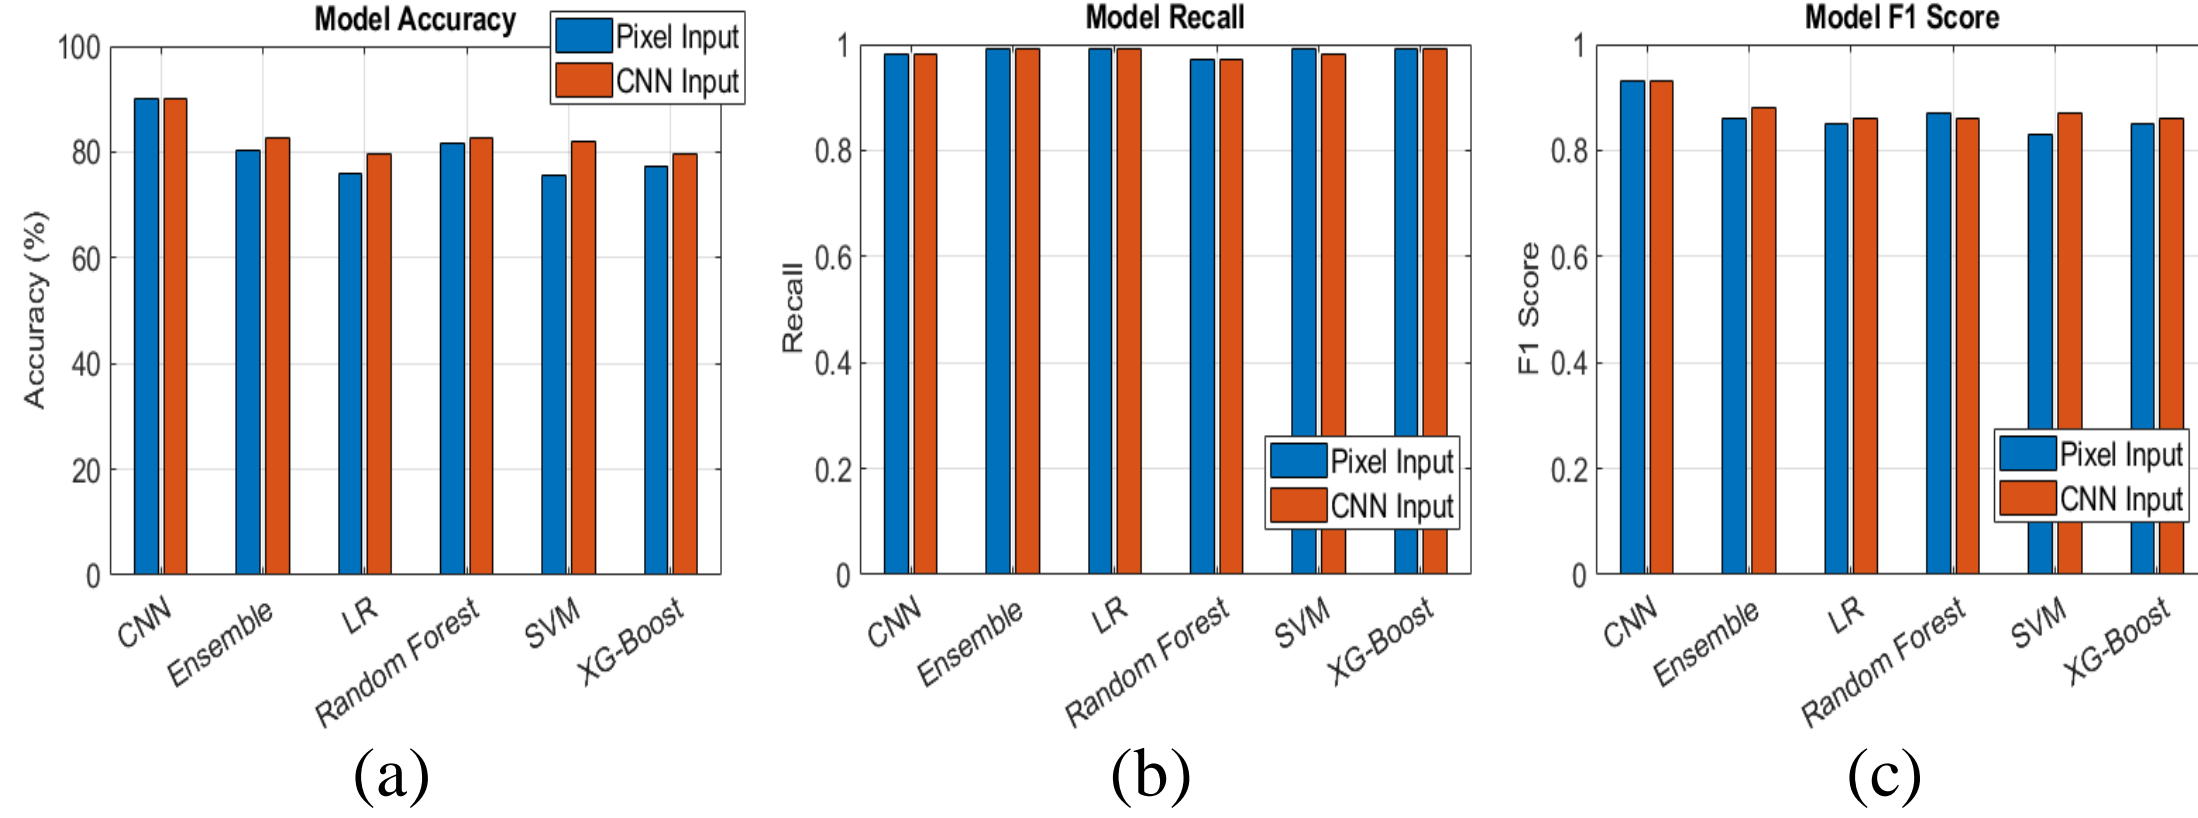 Model Accuracy
Pixel Input
CNN Input
100
80
60
40
20
0
Accuracy (%)
CNN
Ensemble
LR
Random Forest
SVM
XG-Boost
(a)
Model Recall
1
0.8
0.6
0.4
0.2
0
Recall
Pixel Input
CNN Input
CNN
Ensemble
LR
Random Forest
SVM
XG-Boost
(b)
Model F1 Score
1
0.8
0.6
0.4
0.2
0
F1 Score
Pixel Input
CNN Input
CNN
Ensemble
LR
Random Forest
SVM
XG-Boost
(c)